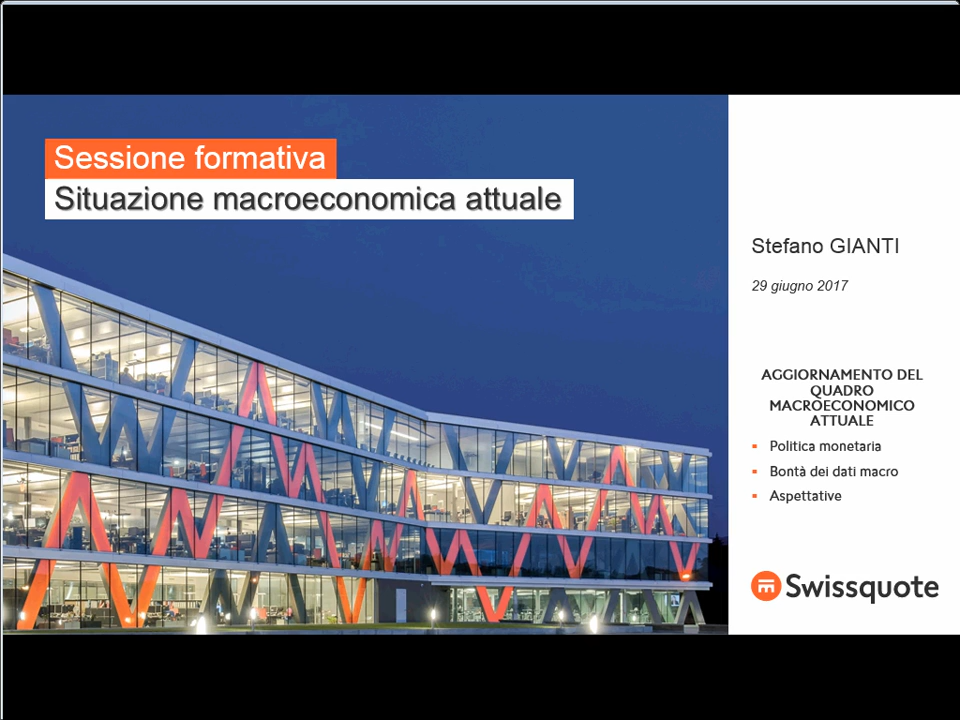 Sessione formativa
Situazione macroeconomica attuale
Stefano GIANTI
29 giugno 2017
AGGIORNAMENTO DEL
QUADRO
MACROECONOMICO
ATTUALE
Politica monetaria
Bontà dei dati macro
Aspettative
Swissquote